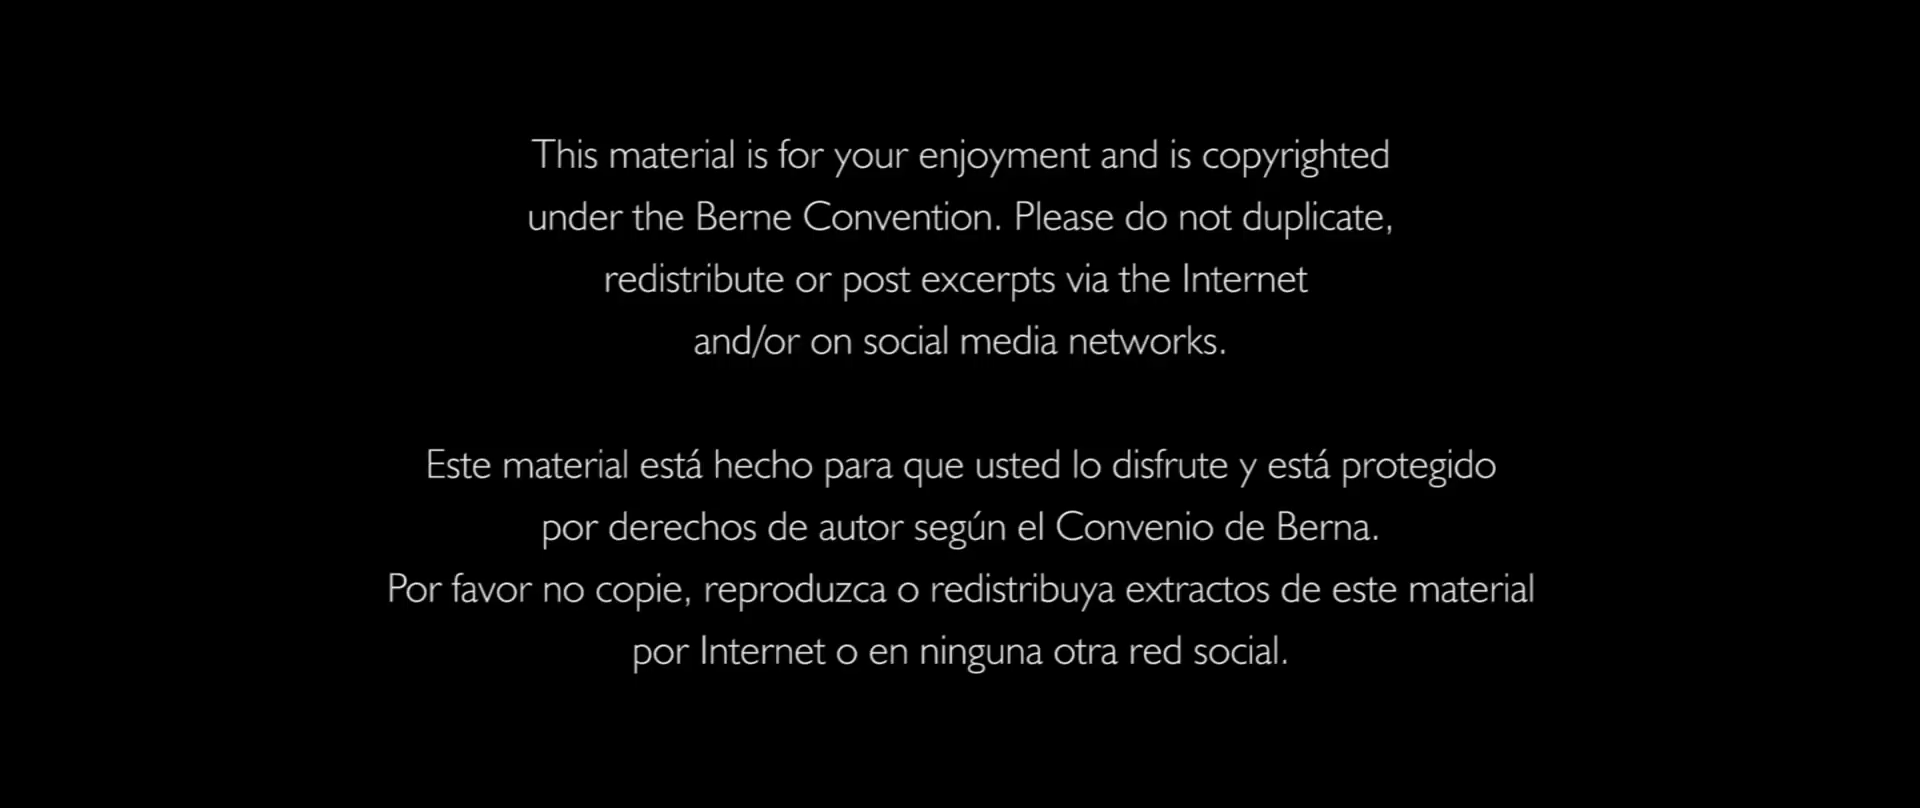 This material is for your enjoyment and is copyrighted
under the Berne Convention. Please do not duplicate,
redistribute or post excerpts via the Internet
and/or on social media networks.
Este material está hecho para que usted lo disfrute y está protegido
por derechos de autor según el Convenio de Berna.
Por favor no copie, reproduzca o redistribuya extractos de este material
por Internet o en ninguna otra red social.